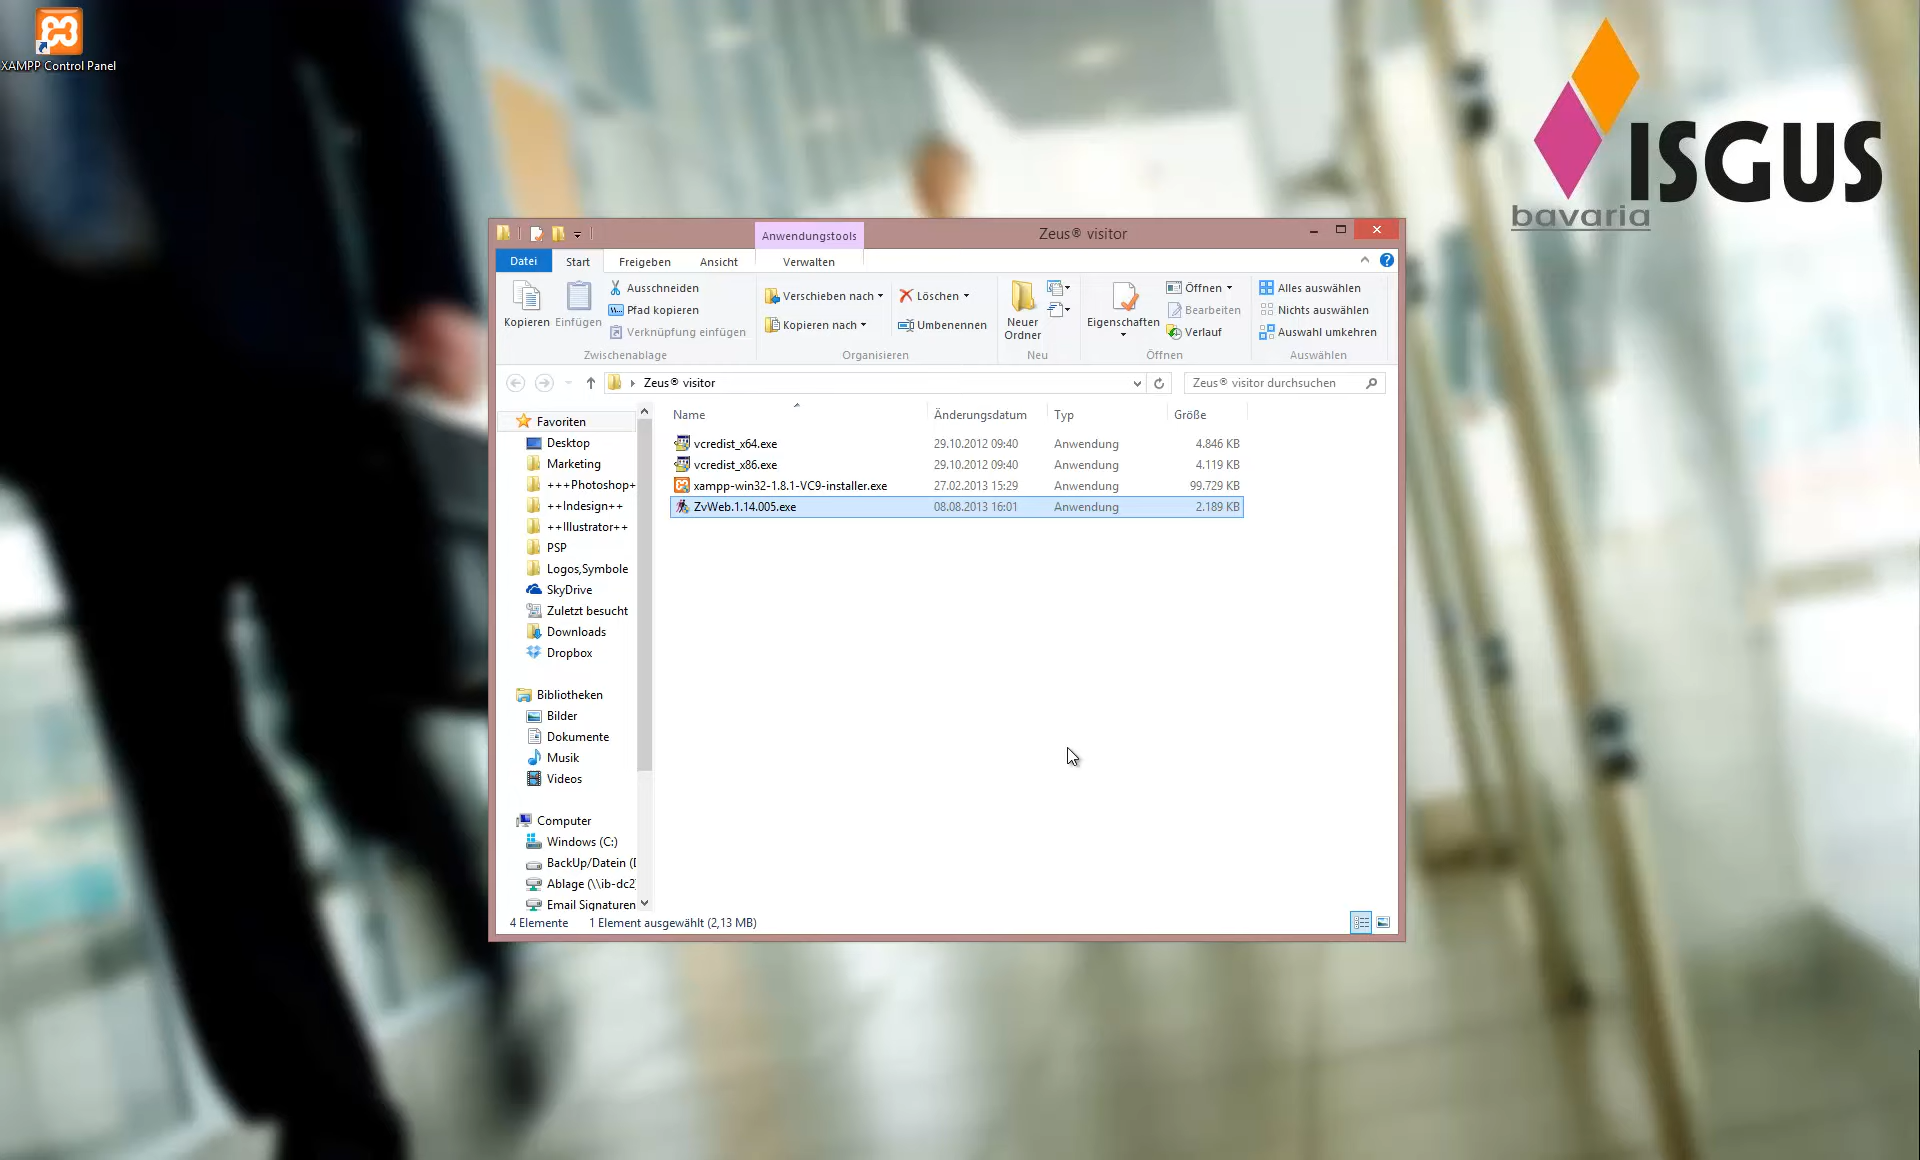 XAMPP Control Panel
ISGUS
bavaria
Anwendungstools
Zeus® visitor
Datei
Start
Freigeben
Ansicht
Verwalten
Kopieren
Einfügen
Ausschneiden
Pfad kopieren
Verknüpfung einfügen
Zwischenablage
Verschieben nach
Kopieren nach
Löschen
Umbenennen
Organisieren
Neuer
Ordner
Neu
Eigenschaften
Öffnen
Bearbeiten
Verlauf
Öffnen
Alles auswählen
Nichts auswählen
Auswahl umkehren
Auswählen
Zeus® visitor
Zeus® visitor durchsuchen
Favoriten
Desktop
Marketing
+++Photoshop+
++Indesign++
++Illustrator++
PSP
Logos,Symbole
SkyDrive
Zuletzt besucht
Downloads
Dropbox
Bibliotheken
Bilder
Dokumente
Musik
Videos
Computer
Windows (C:)
BackUp/Datein (
Ablage (\\ib-dc2
Email Signaturen
Name Änderungsdatum Typ Größe
vcredist_x64.exe 29.10.2012 09:40 Anwendung 4.846 KB
vcredist_x86.exe 29.10.2012 09:40 Anwendung 4.119 KB
xampp-win32-1.8.1-VC9-installer.exe 27.02.2013 15:29 Anwendung 99.729 KB
ZvWeb.1.14.005.exe 08.08.2013 16:01 Anwendung 2.189 KB
4 Elemente 1 Element ausgewählt (2,13 MB)